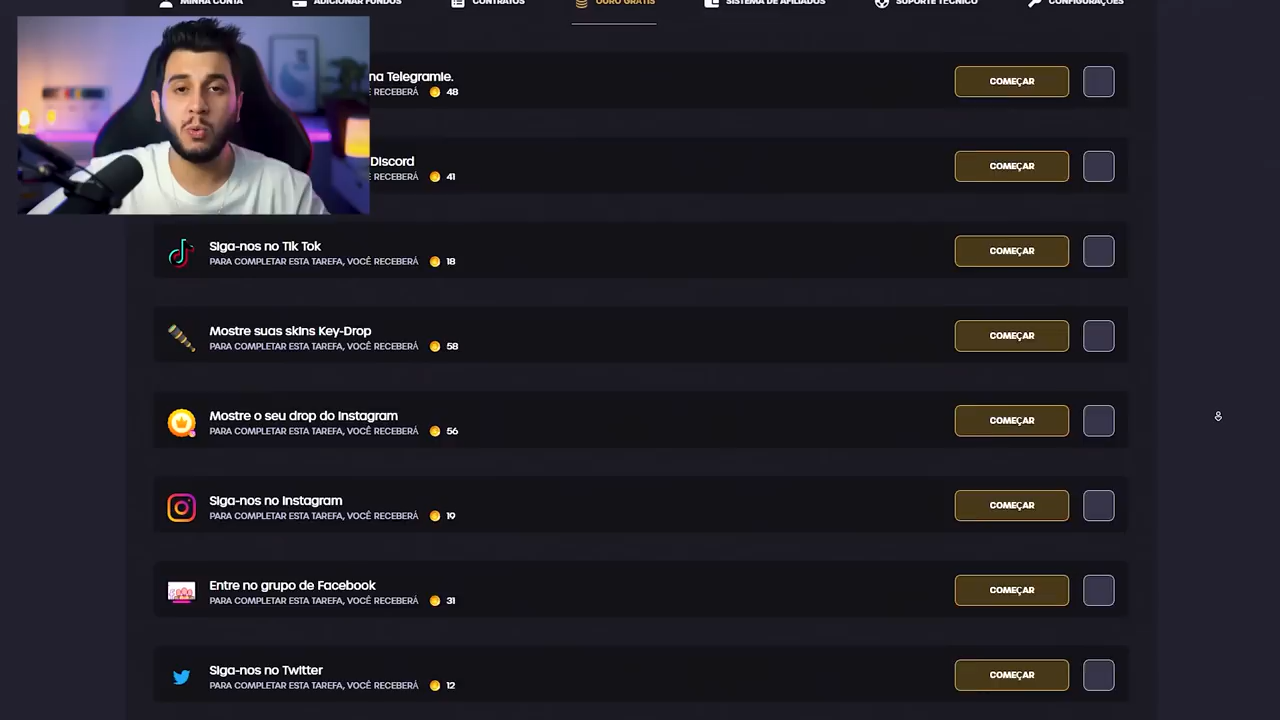 MINHA CONTA
ADICIONAR FUNDOS
CONTRATOS
OURO GRÁTIS
SISTEMA DE AFILIADOS
SUPORTE TÉCNICO
CONFIGURAÇÕES
na Telegramie.
RECEBERÁ 48
COMEÇAR
Discord
RECEBERÁ 41
COMEÇAR
Siga-nos no Tik Tok
PARA COMPLETAR ESTA TAREFA, VOCÊ RECEBERÁ 18
COMEÇAR
Mostre suas skins Key-Drop
PARA COMPLETAR ESTA TAREFA, VOCÊ RECEBERÁ 58
COMEÇAR
Mostre o seu drop do Instagram
PARA COMPLETAR ESTA TAREFA, VOCÊ RECEBERÁ 56
COMEÇAR
Siga-nos no Instagram
PARA COMPLETAR ESTA TAREFA, VOCÊ RECEBERÁ 19
COMEÇAR
Entre no grupo de Facebook
PARA COMPLETAR ESTA TAREFA, VOCÊ RECEBERÁ 31
COMEÇAR
Siga-nos no Twitter
PARA COMPLETAR ESTA TAREFA, VOCÊ RECEBERÁ 12
COMEÇAR